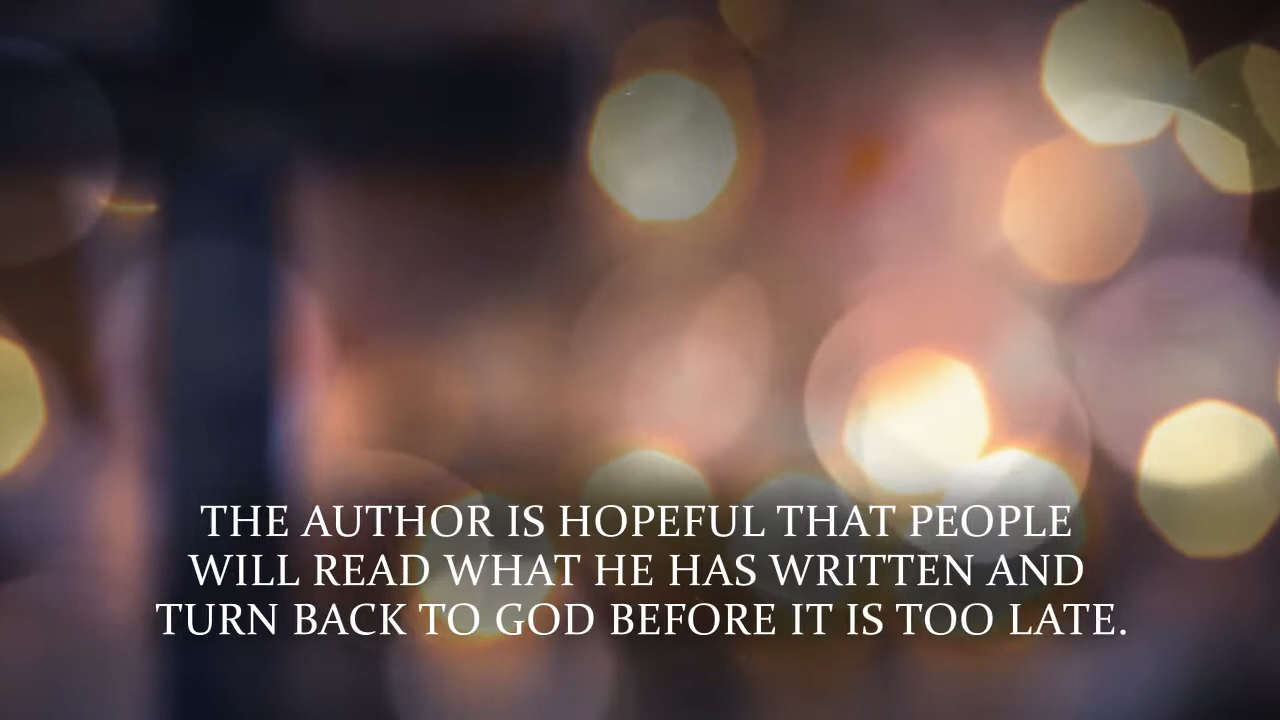 THE AUTHOR IS HOPEFUL THAT PEOPLE
WILL READ WHAT HE HAS WRITTEN AND
TURN BACK TO GOD BEFORE IT IS TOO LATE.